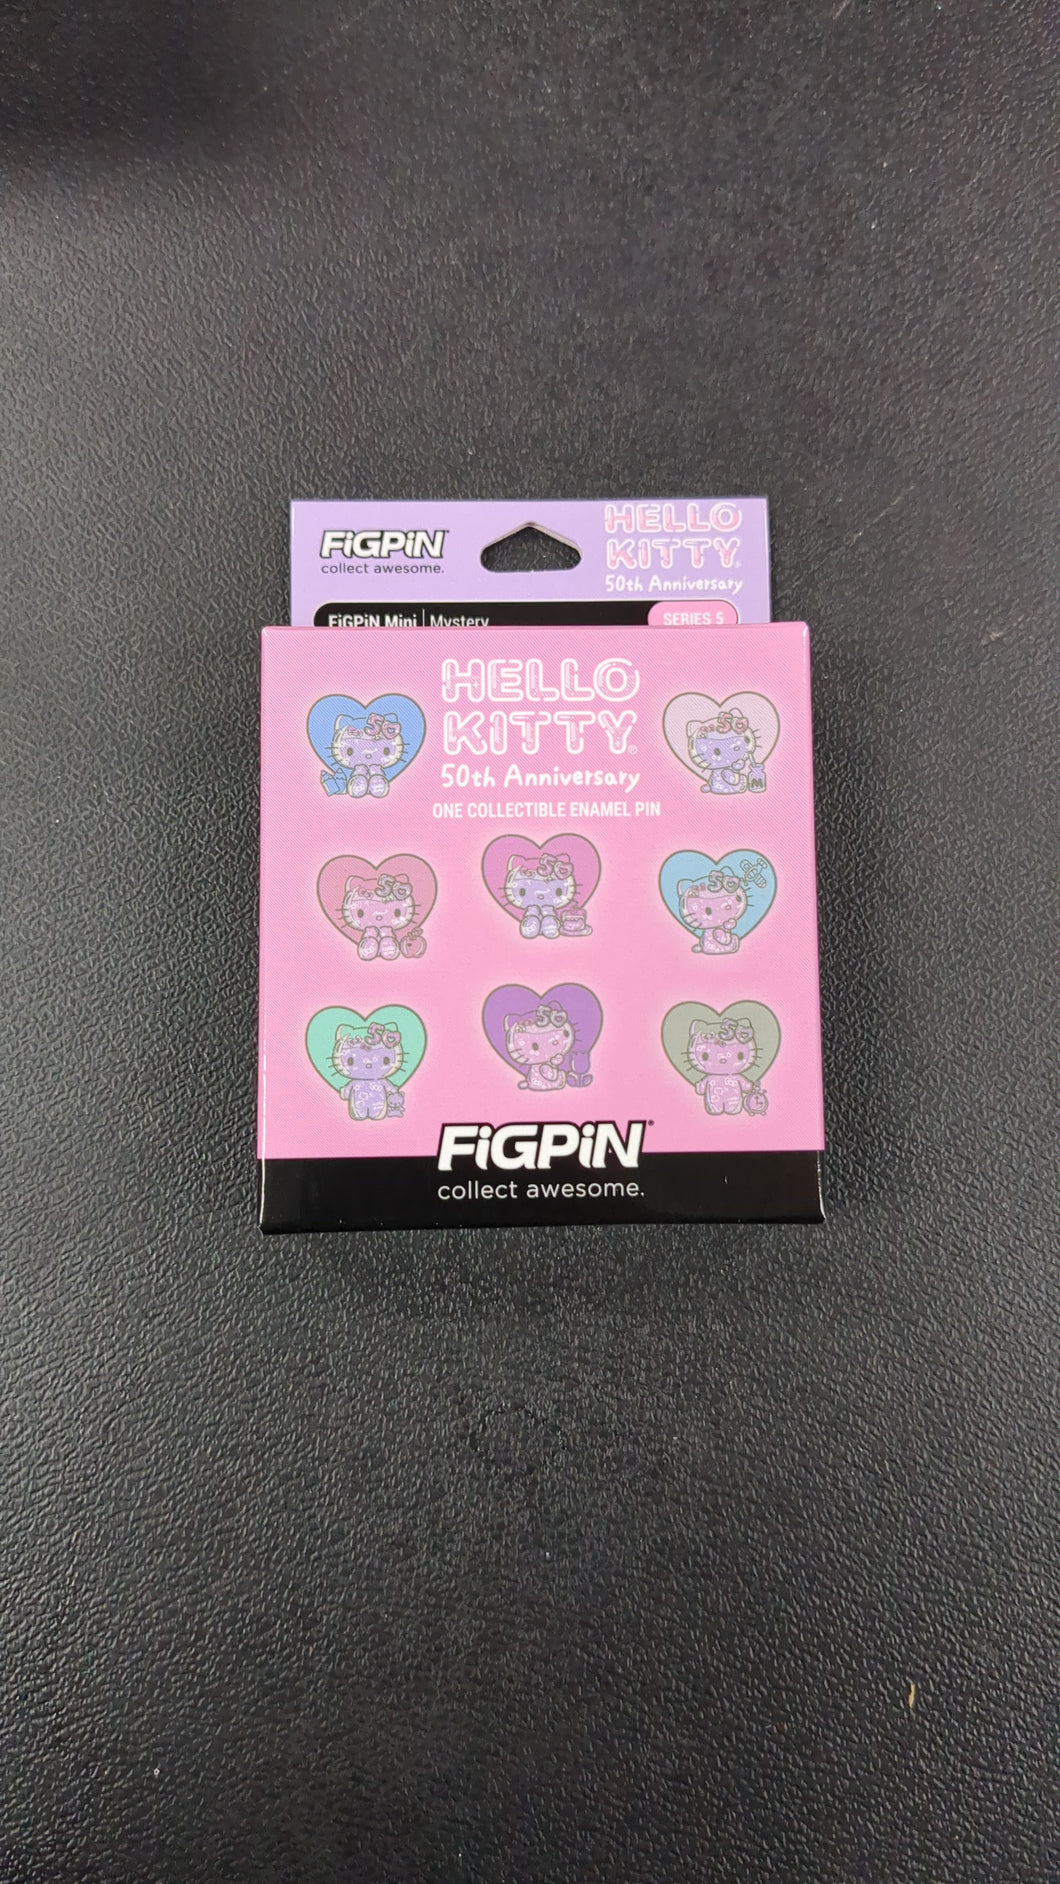 FiGPiN
collect awesome.
HELLO
KITTY
50th Anniversary
FiGPiN Mini | Mystery
SERIES 5
HELLO
KITTY®
50th Anniversary
ONE COLLECTIBLE ENAMEL PIN
FiGPiN®
collect awesome.